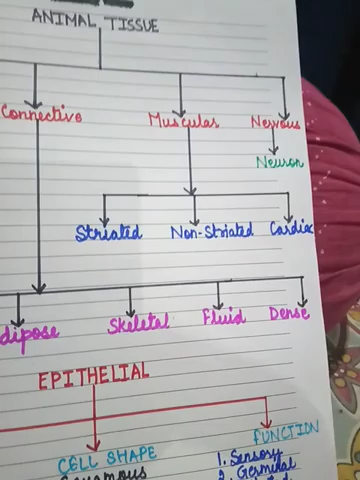 ANIMAL TISSUE
Connective Muscular Nervous
Neuron
Striated Non-Striated Cardiac
dipose Skeletal Fluid Dense
EPITHELIAL
CELL SHAPE FUNCTION
1. Sensory
2. Germinal